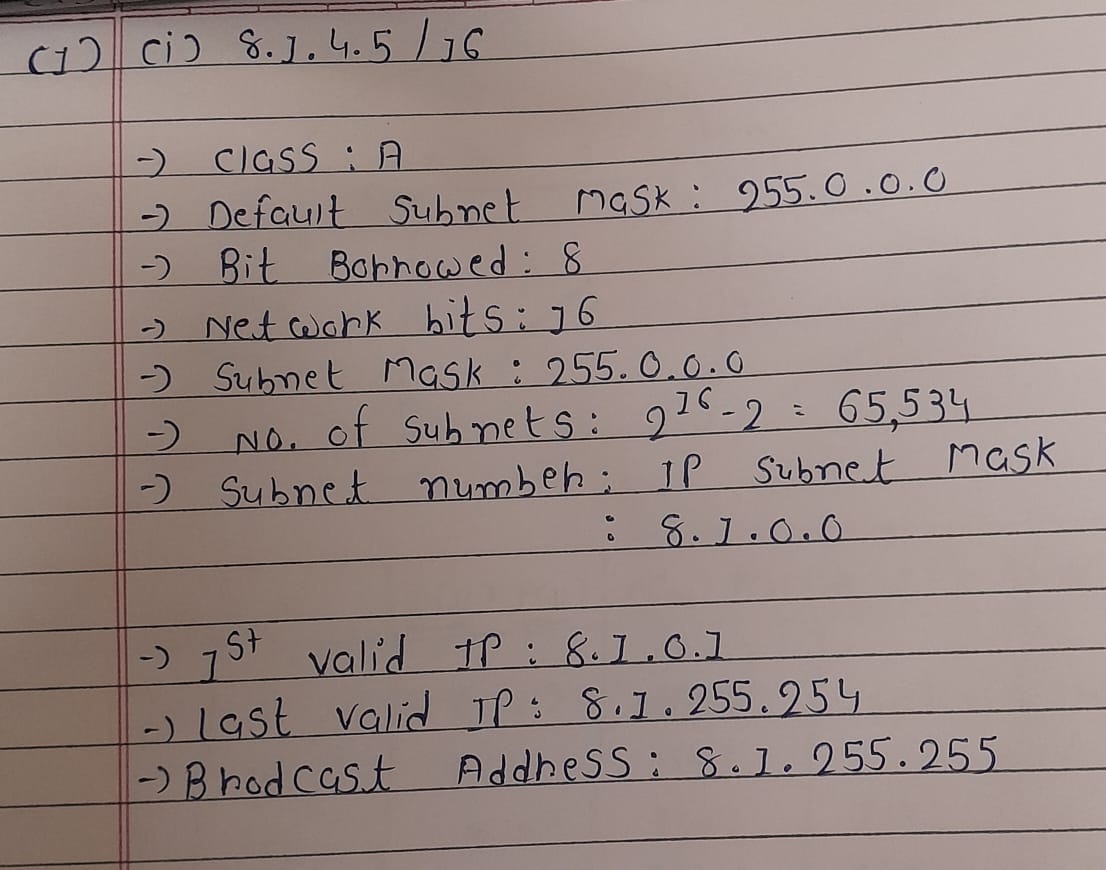 (1) (i) 8.1.4.5 / 16
-> Class : A
-> Default Subnet Mask : 255.0.0.0
-> Bit Borrowed : 8
-> Network bits : 16
-> Subnet Mask : 255.0.0.0
-> No. of Subnets : 2^16 - 2 = 65,534
-> Subnet number : IP Subnet Mask
: 8.1.0.0
-> 1st valid IP : 8.1.0.1
-> Last valid IP : 8.1.255.254
-> Brodcast Address : 8.1.255.255